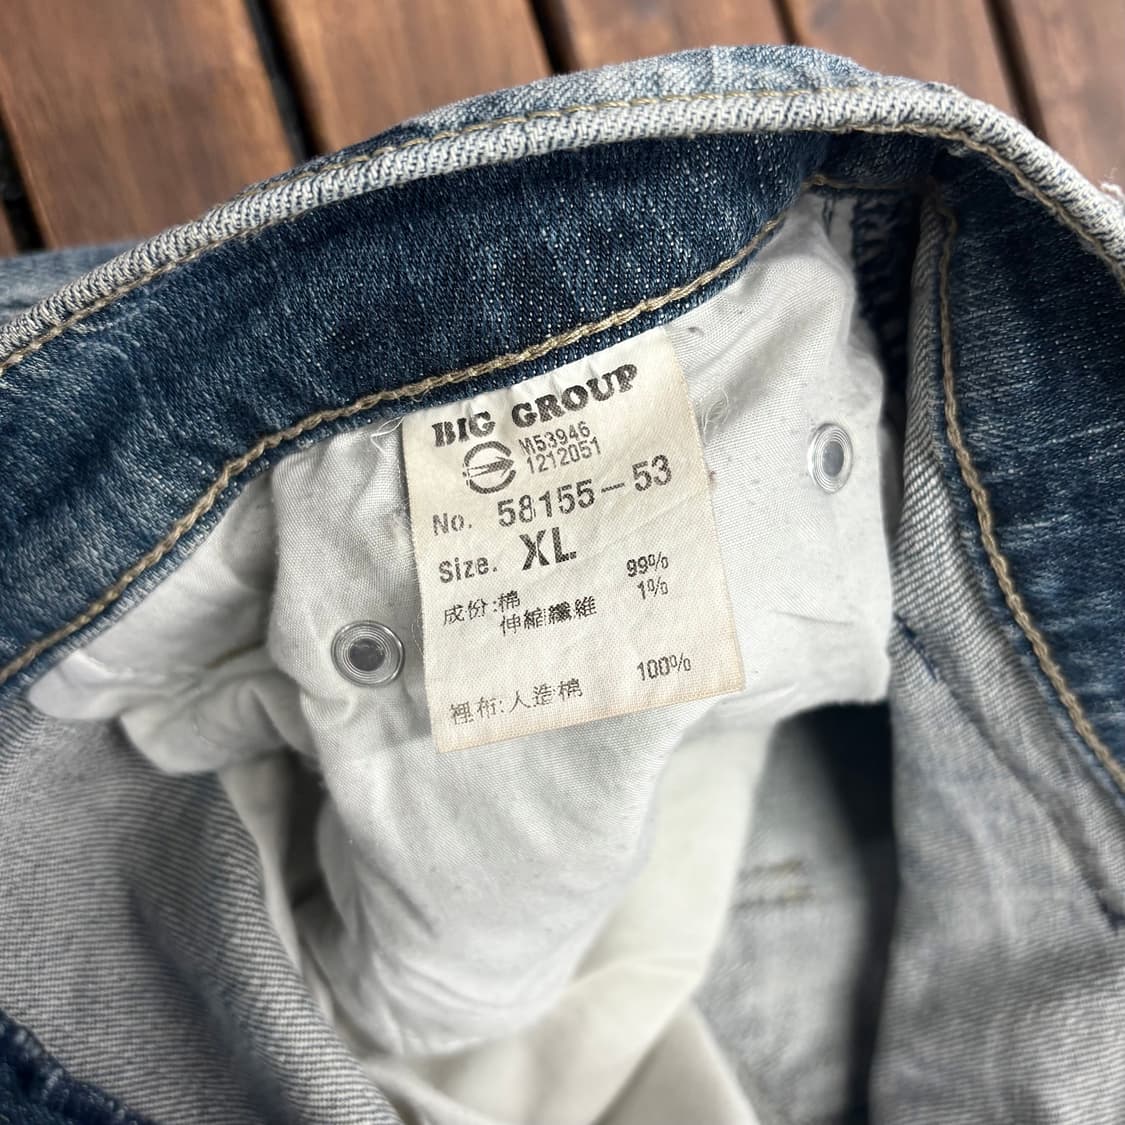 BIG GROUP
M53946
1212051
No. 58155-53
Size. XL
成份:棉 99%
伸縮纖維 1%
裡布:人造棉 100%